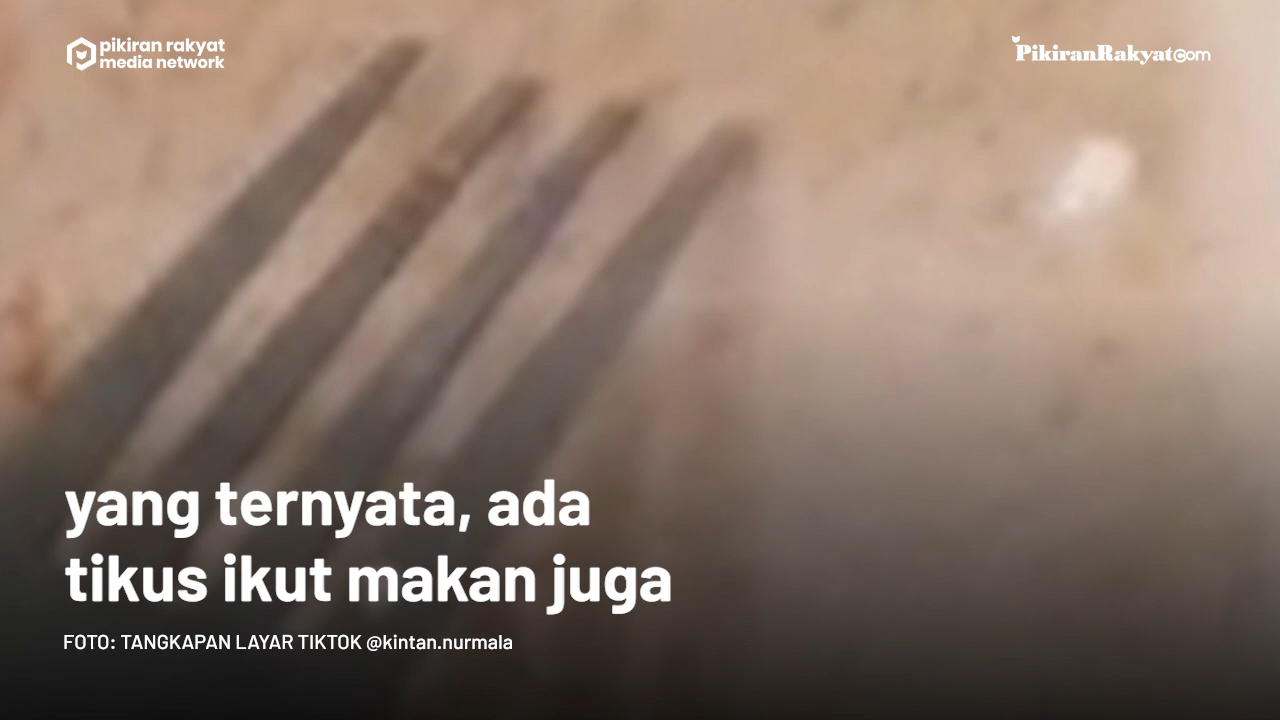 pikiran rakyat
media network
PikiranRakyat.com
yang ternyata, ada
tikus ikut makan juga
FOTO: TANGKAPAN LAYAR TIKTOK @kintan.nurmala